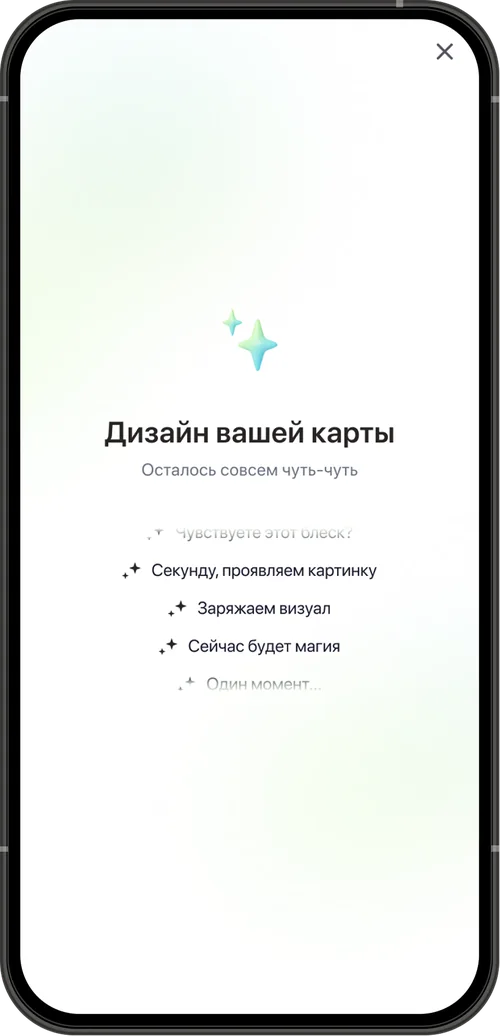 Дизайн вашей карты
Осталось совсем чуть-чуть
Чувствуете этот блеск?
Секунду, проявляем картинку
Заряжаем визуал
Сейчас будет магия
Один момент...